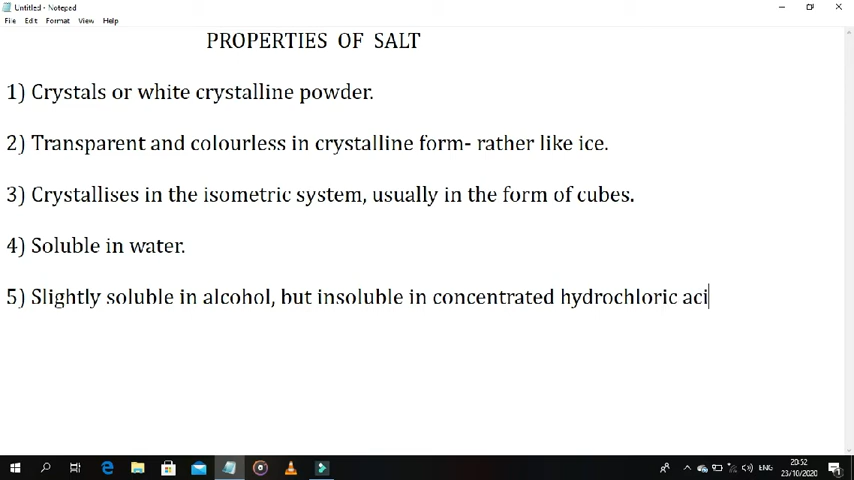 Untitled - Notepad
File Edit Format View Help
PROPERTIES OF SALT
1) Crystals or white crystalline powder.
2) Transparent and colourless in crystalline form- rather like ice.
3) Crystallises in the isometric system, usually in the form of cubes.
4) Soluble in water.
5) Slightly soluble in alcohol, but insoluble in concentrated hydrochloric aci
ENG
20:52
23/10/2020